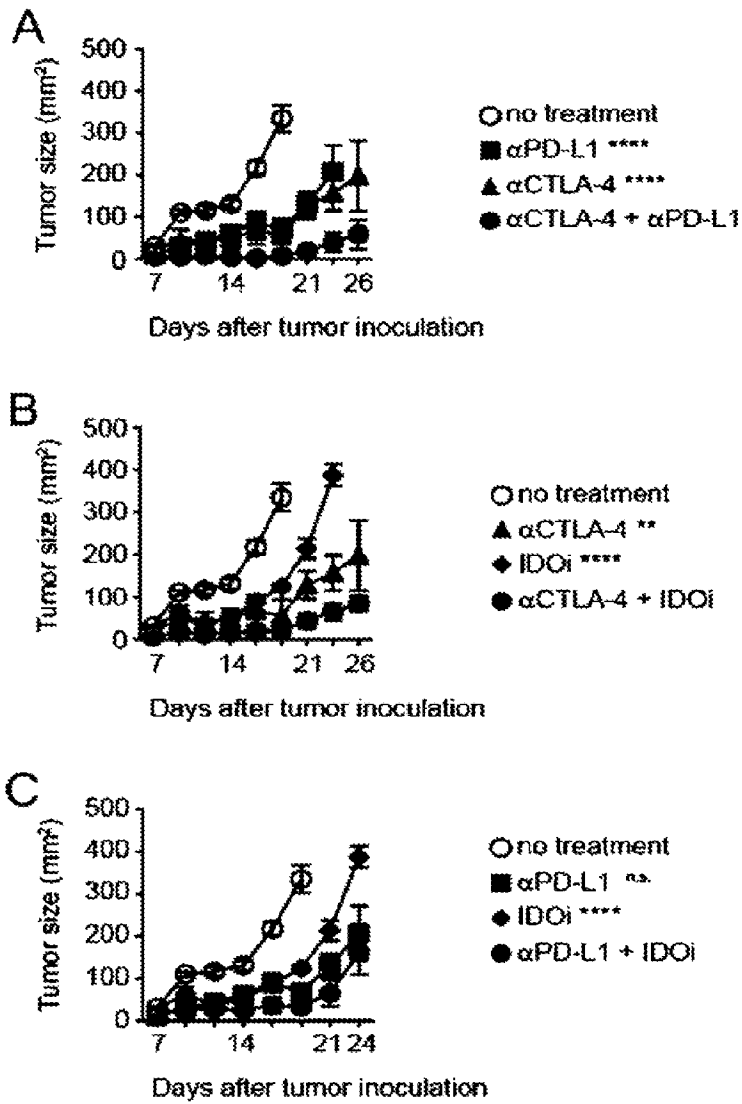 A
Tumor size (mm²)
500
400
300
200
100
0
7
14
21
26
Days after tumor inoculation
no treatment
αPD-L1 ****
αCTLA-4 ****
αCTLA-4 + αPD-L1
B
Tumor size (mm²)
500
400
300
200
100
0
7
14
21
26
Days after tumor inoculation
no treatment
αCTLA-4 **
IDOi ****
αCTLA-4 + IDOi
C
Tumor size (mm²)
500
400
300
200
100
0
7
14
21
24
Days after tumor inoculation
no treatment
αPD-L1 n.s.
IDOi ****
αPD-L1 + IDOi